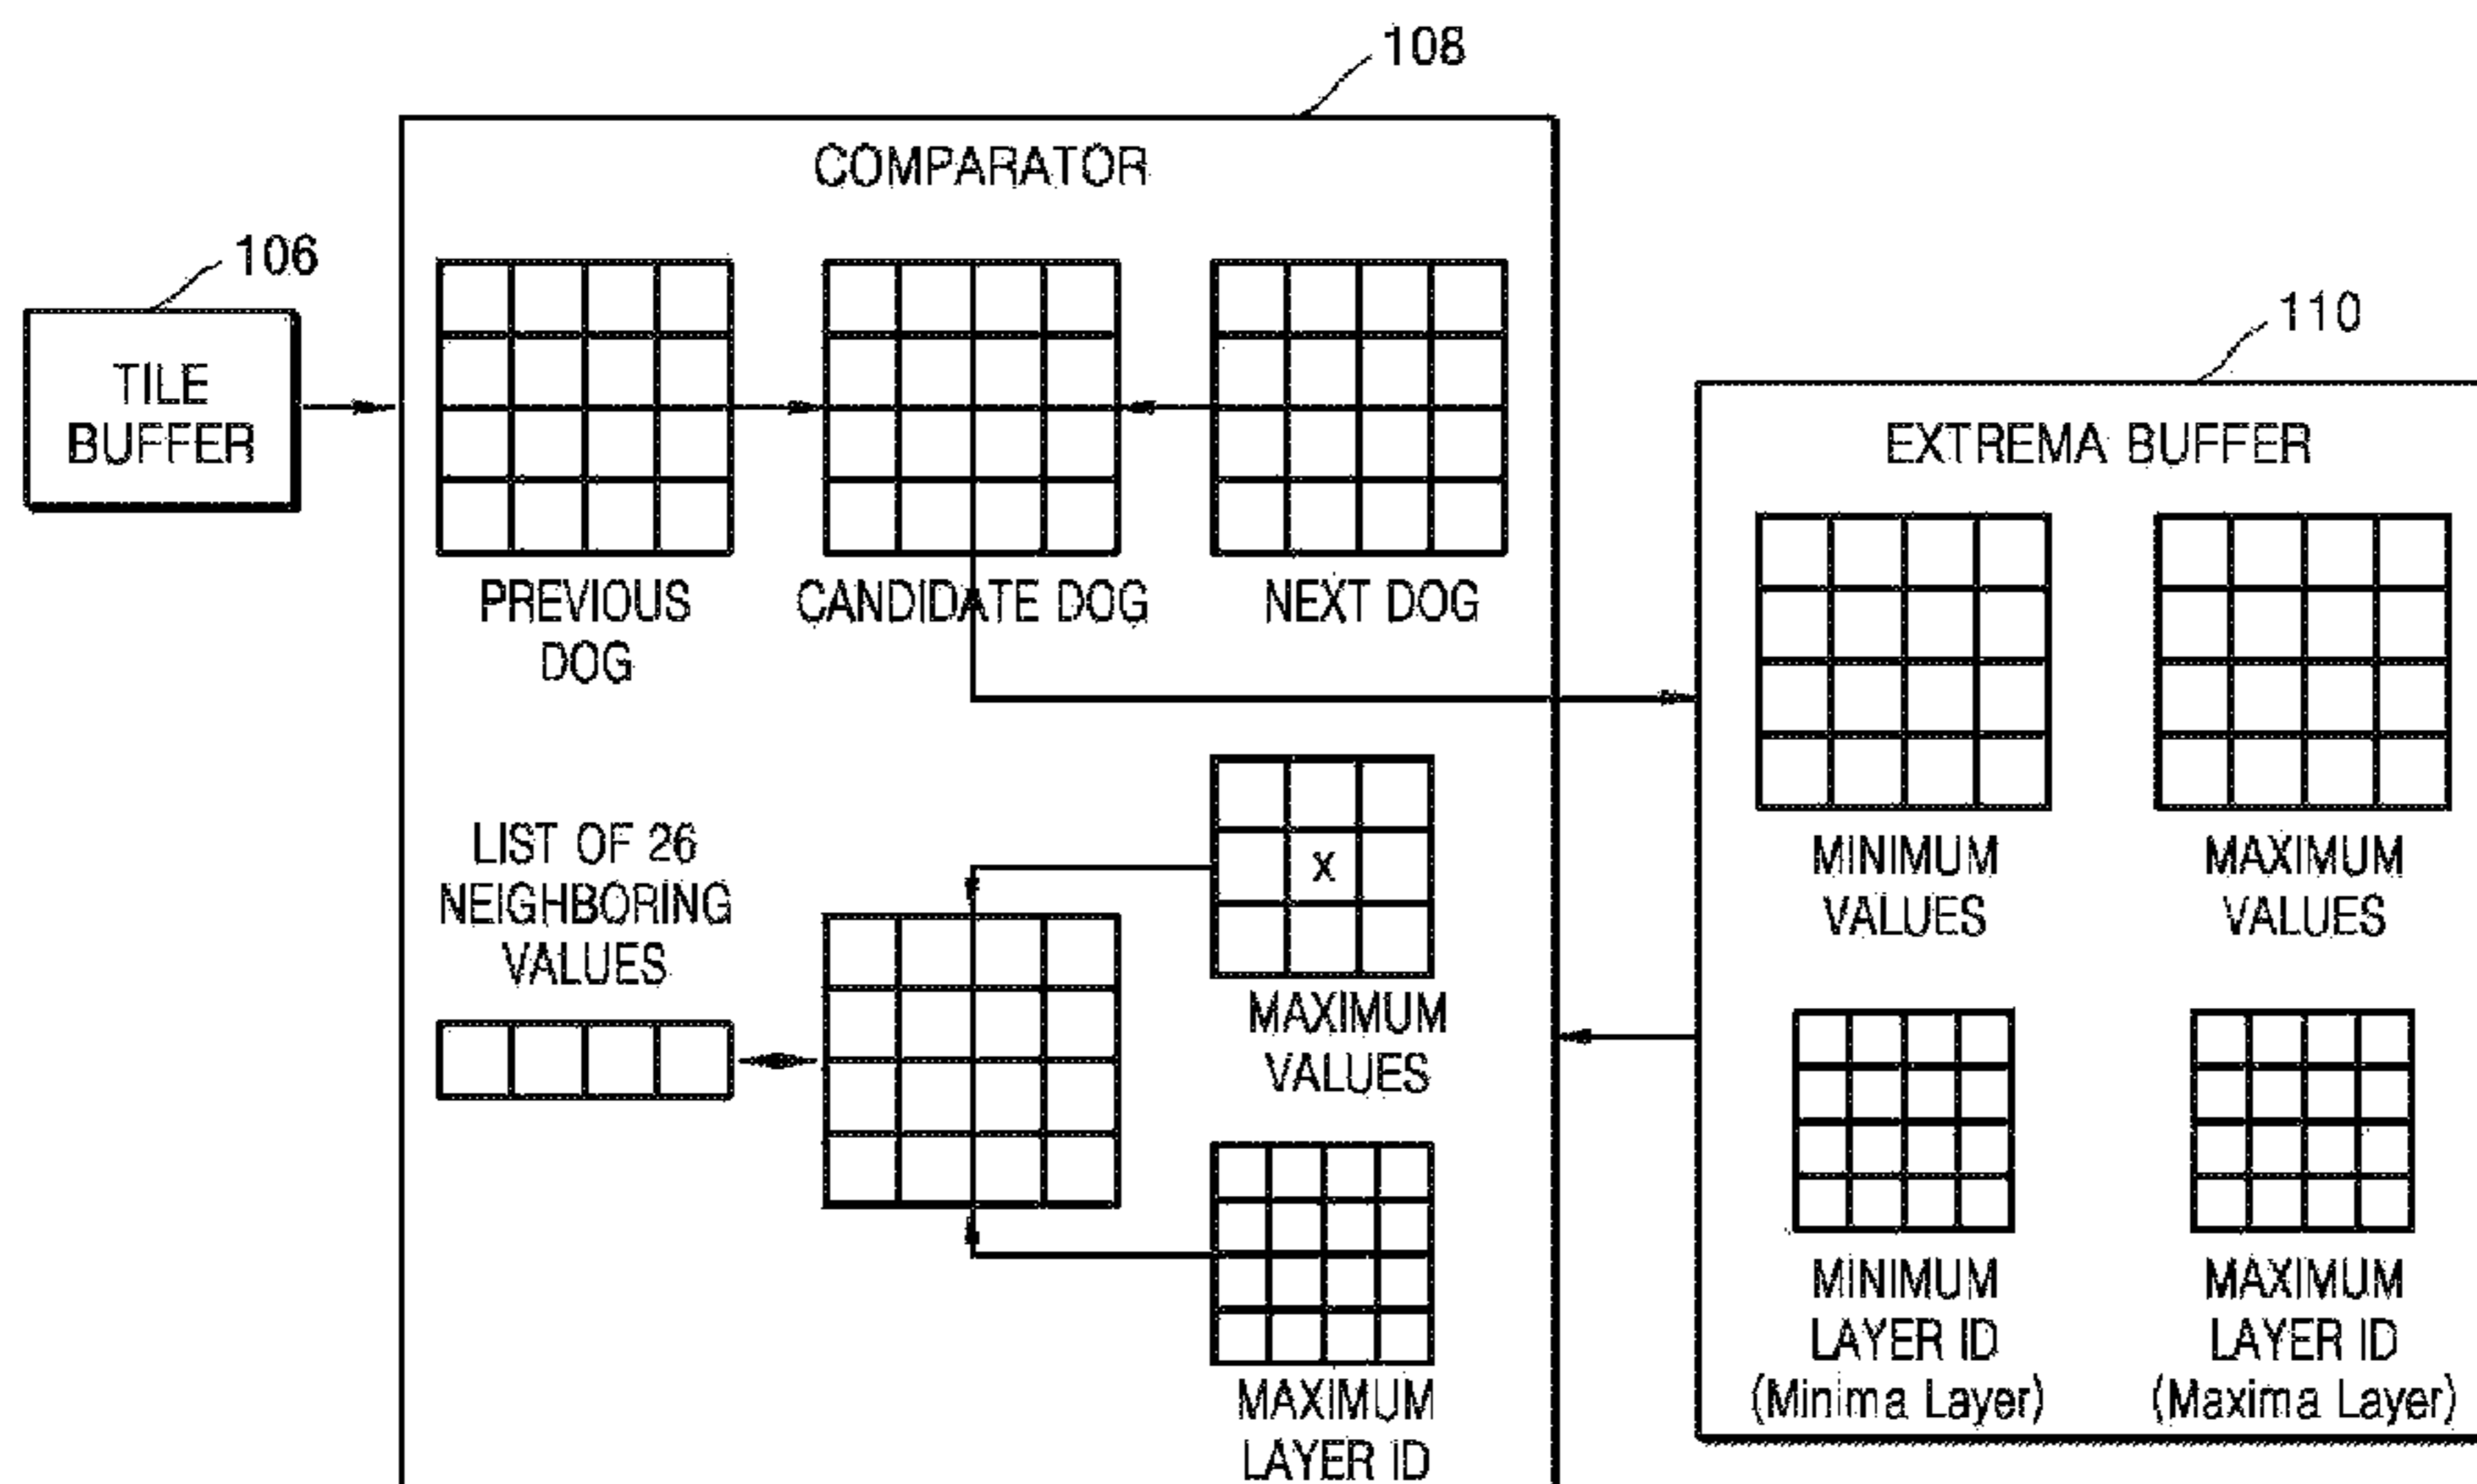 108
COMPARATOR
106
TILE
BUFFER
PREVIOUS
DOG
CANDIDATE DOG
NEXT DOG
LIST OF 26
NEIGHBORING
VALUES
X
MAXIMUM
VALUES
MAXIMUM
LAYER ID
110
EXTREMA BUFFER
MINIMUM
VALUES
MAXIMUM
VALUES
MINIMUM
LAYER ID
(Minima Layer)
MAXIMUM
LAYER ID
(Maxima Layer)